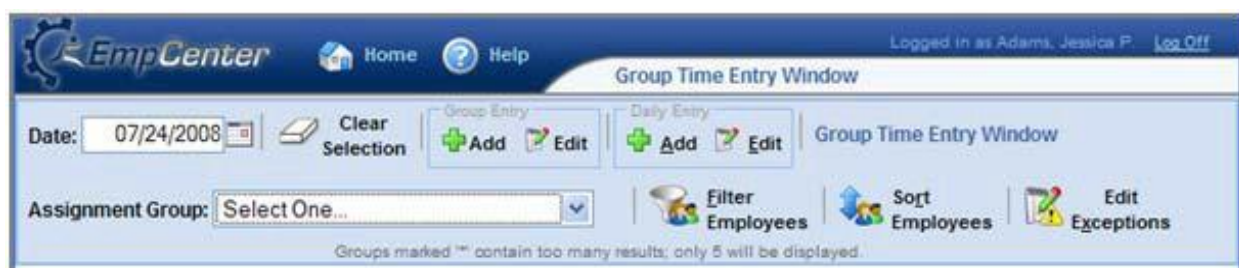 EmpCenter Home Help Logged in as Adams, Jessica P. Log Off
Group Time Entry Window
Group Entry Daily Entry
Date: 07/24/2008 Clear Selection Add Edit Add Edit Group Time Entry Window
Assignment Group: Select One... Filter Employees Sort Employees Edit Exceptions
Groups marked "*" contain too many results; only 5 will be displayed.